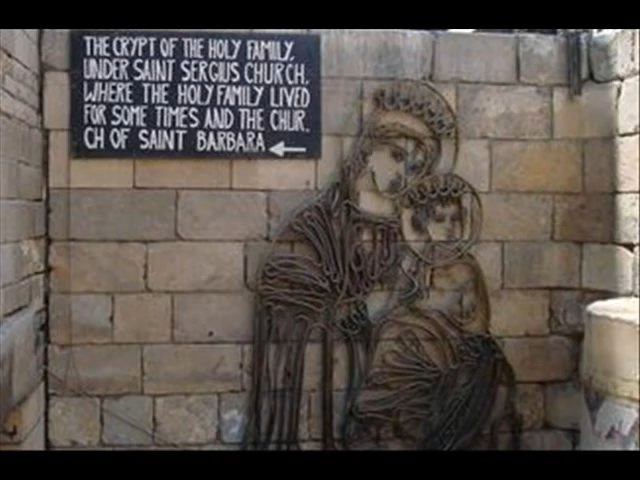 THE CRYPT OF THE HOLY FAMILY,
UNDER SAINT SERGIUS CHURCH.
WHERE THE HOLY FAMILY LIVED
FOR SOME TIMES AND THE CHUR.
CH OF SAINT BARBARA